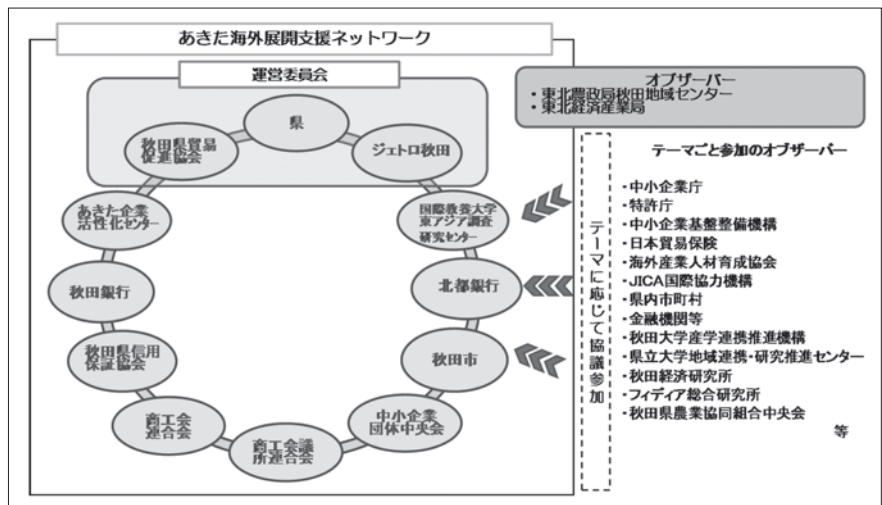 あきた海外展開支援ネットワーク
運営委員会
県
秋田県貿易
促進協会
ジェトロ秋田
あきた企業
活性化センター
国際教養大学
東アジア調査
研究センター
秋田銀行
北都銀行
秋田県信用
保証協会
秋田市
商工会
連合会
中小企業
団体中央会
商工会議
所連合会
オブザーバー
・東北農政局秋田地域センター
・東北経済産業局
テーマに応じて協議参加
テーマごと参加のオブザーバー
・中小企業庁
・特許庁
・中小企業基盤整備機構
・日本貿易保険
・海外産業人材育成協会
・JICA国際協力機構
・県内市町村
・金融機関等
・秋田大学産学連携推進機構
・県立大学地域連携・研究推進センター
・秋田経済研究所
・フィディア総合研究所
・秋田県農業協同組合中央会
等